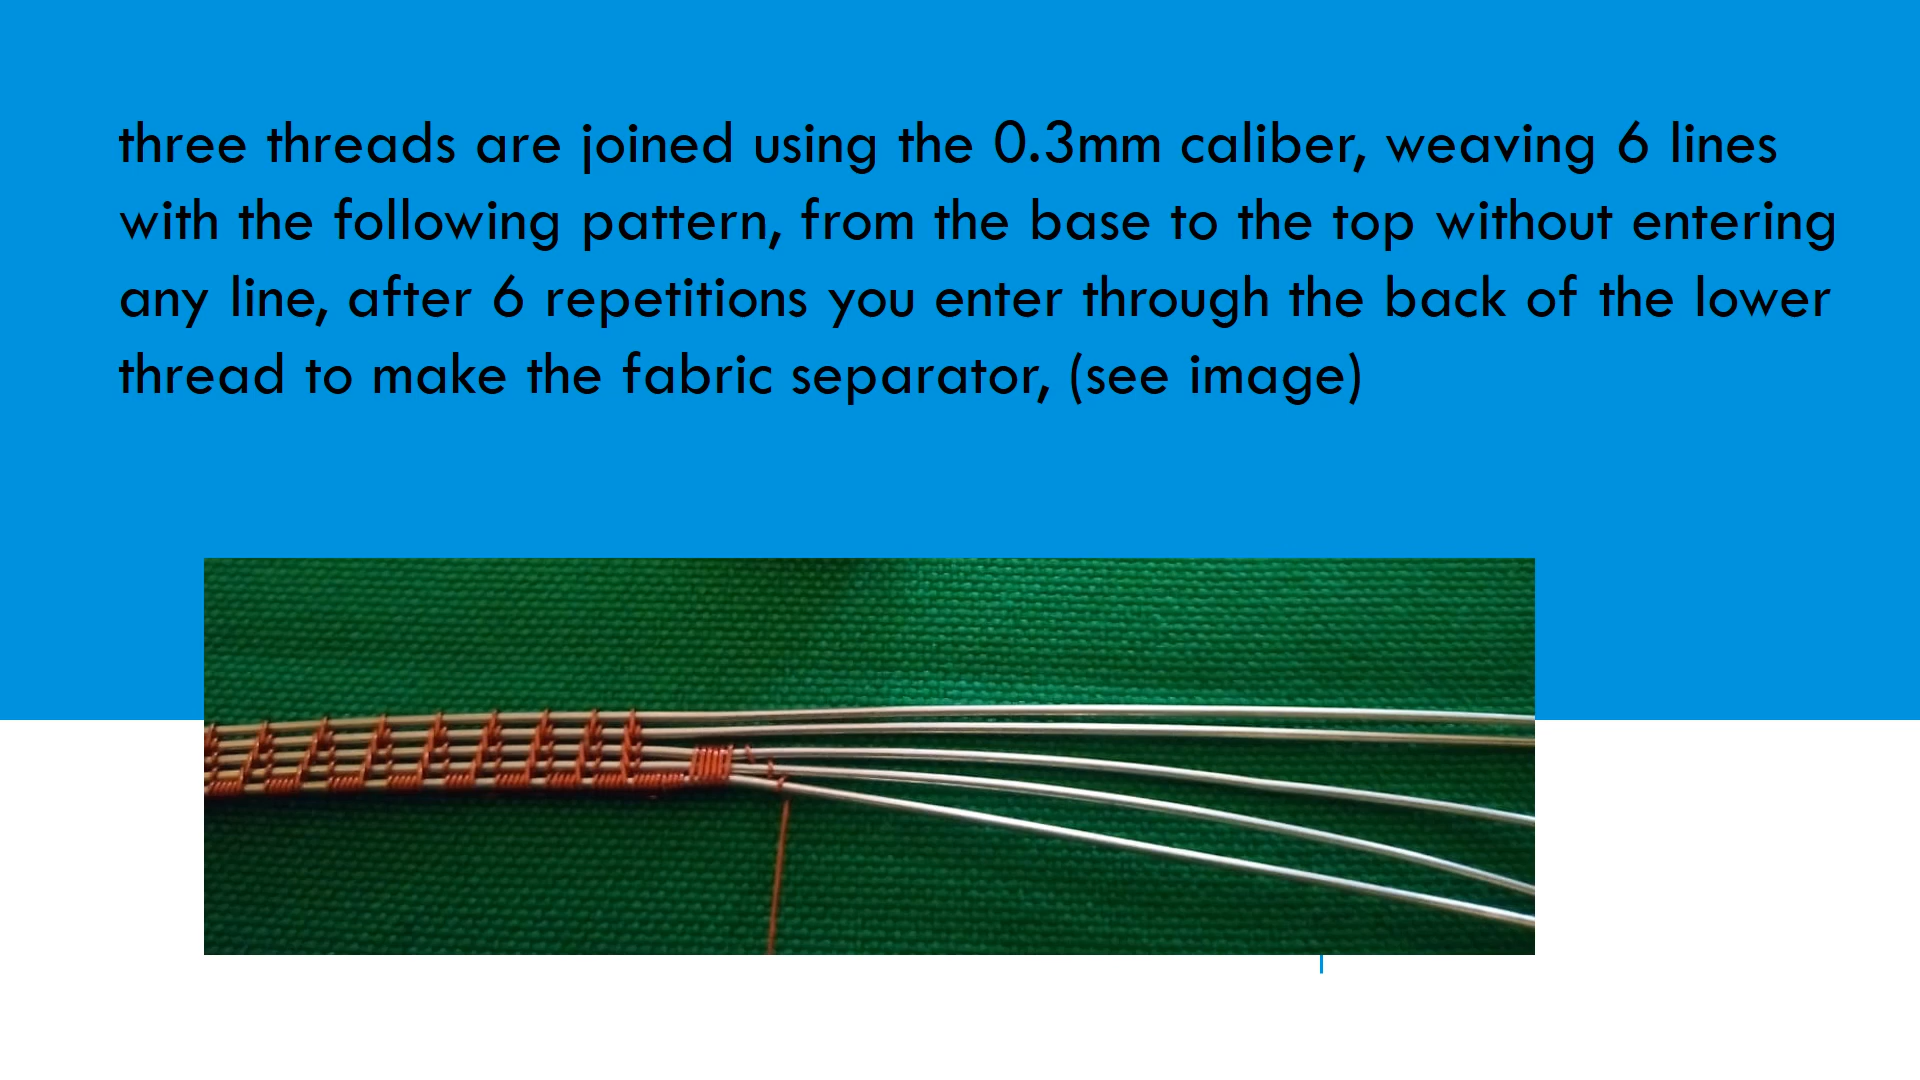 three threads are joined using the 0.3mm caliber, weaving 6 lines
with the following pattern, from the base to the top without entering
any line, after 6 repetitions you enter through the back of the lower
thread to make the fabric separator, (see image)